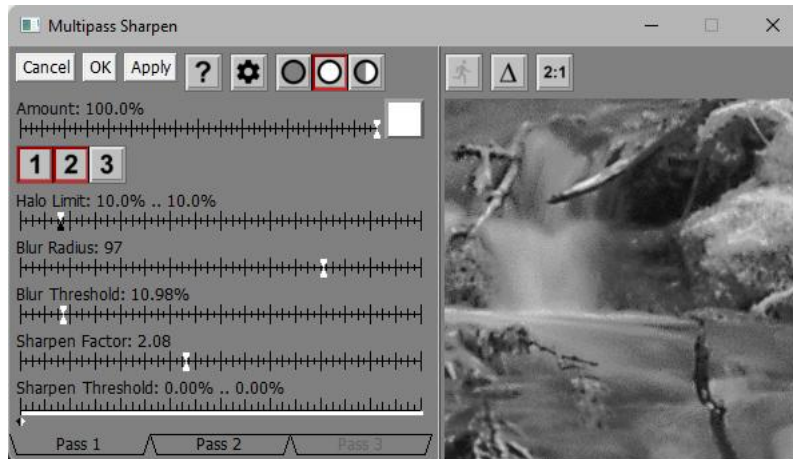 Multipass Sharpen
Cancel OK Apply ? Δ 2:1
Amount: 100.0%
1 2 3
Halo Limit: 10.0% .. 10.0%
Blur Radius: 97
Blur Threshold: 10.98%
Sharpen Factor: 2.08
Sharpen Threshold: 0.00% .. 0.00%
Pass 1 Pass 2 Pass 3